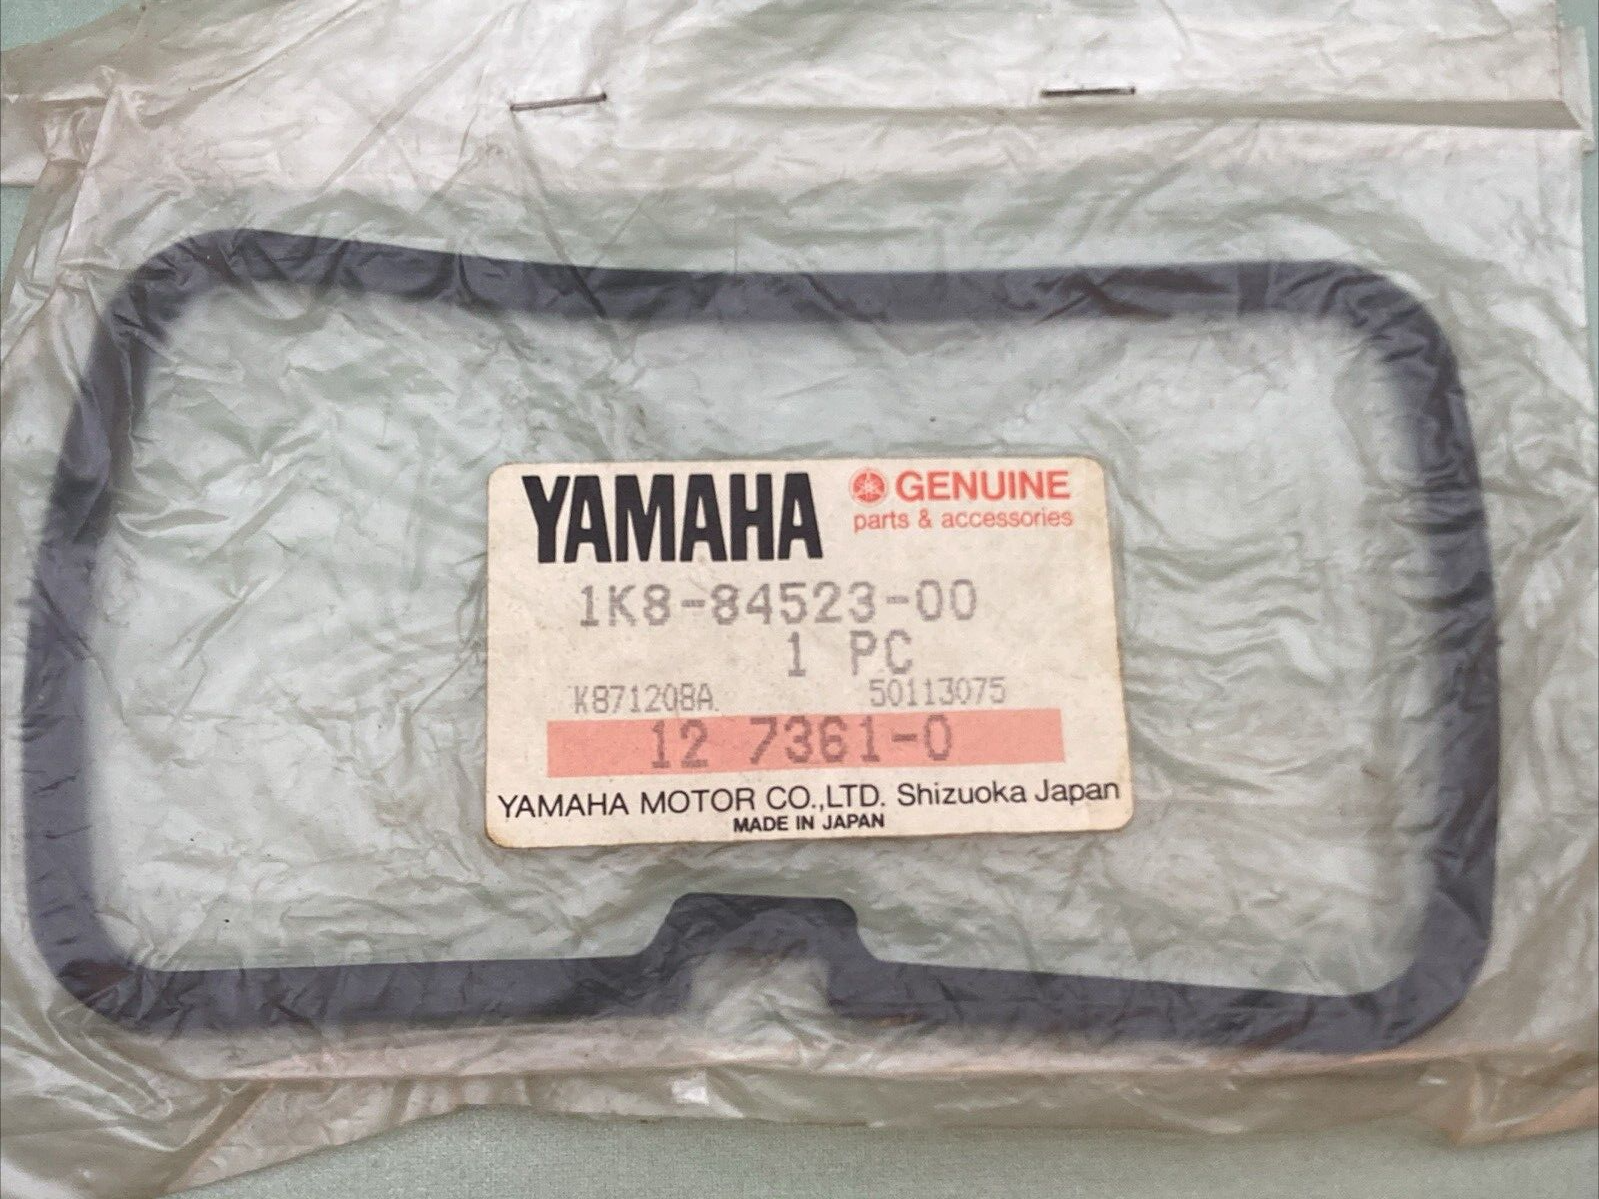 YAMAHA GENUINE
parts & accessories
1K8-84523-00
1 PC
K871208A 50113075
12 7361-0
YAMAHA MOTOR CO.,LTD. Shizuoka Japan
MADE IN JAPAN